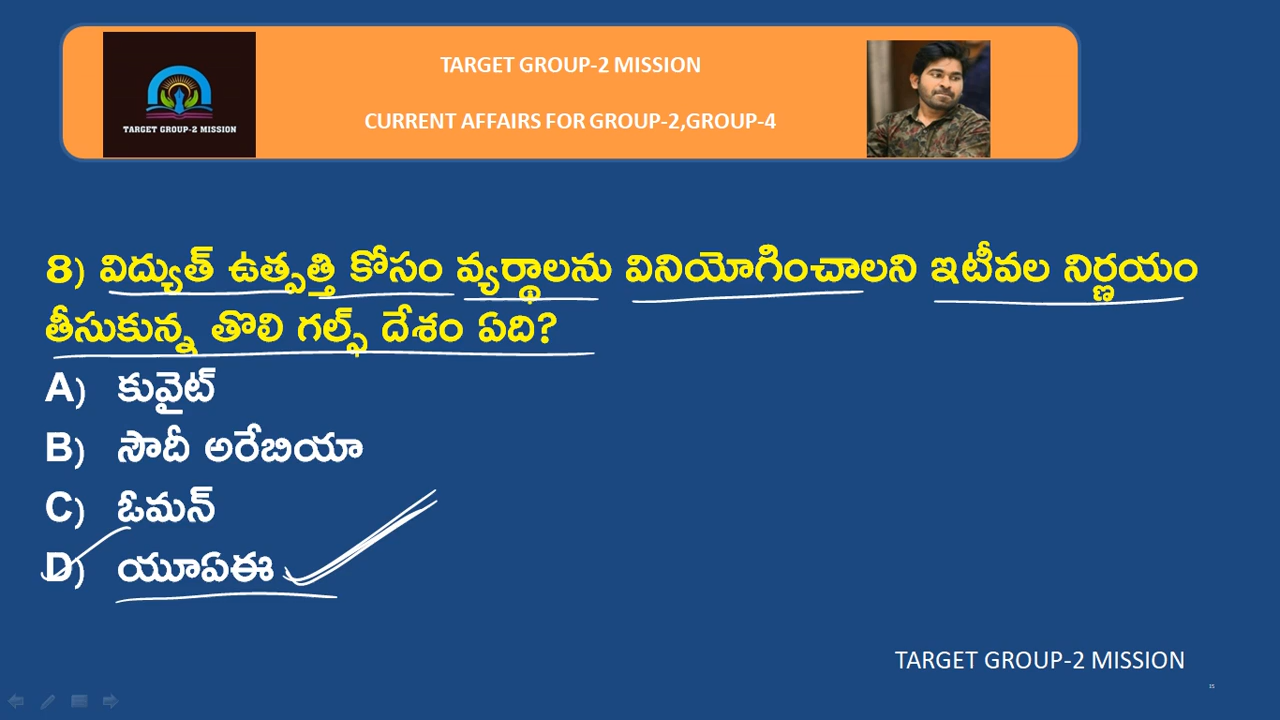 TARGET GROUP-2 MISSION
TARGET GROUP-2 MISSION
CURRENT AFFAIRS FOR GROUP-2,GROUP-4
8) విద్యుత్ ఉత్పత్తి కోసం వ్యర్థాలను వినియోగించాలని ఇటీవల నిర్ణయం
తీసుకున్న తొలి గల్ఫ్ దేశం ఏది?
A) కువైట్
B) సౌదీ అరేబియా
C) ఓమన్
D) యూఏఈ
TARGET GROUP-2 MISSION
15